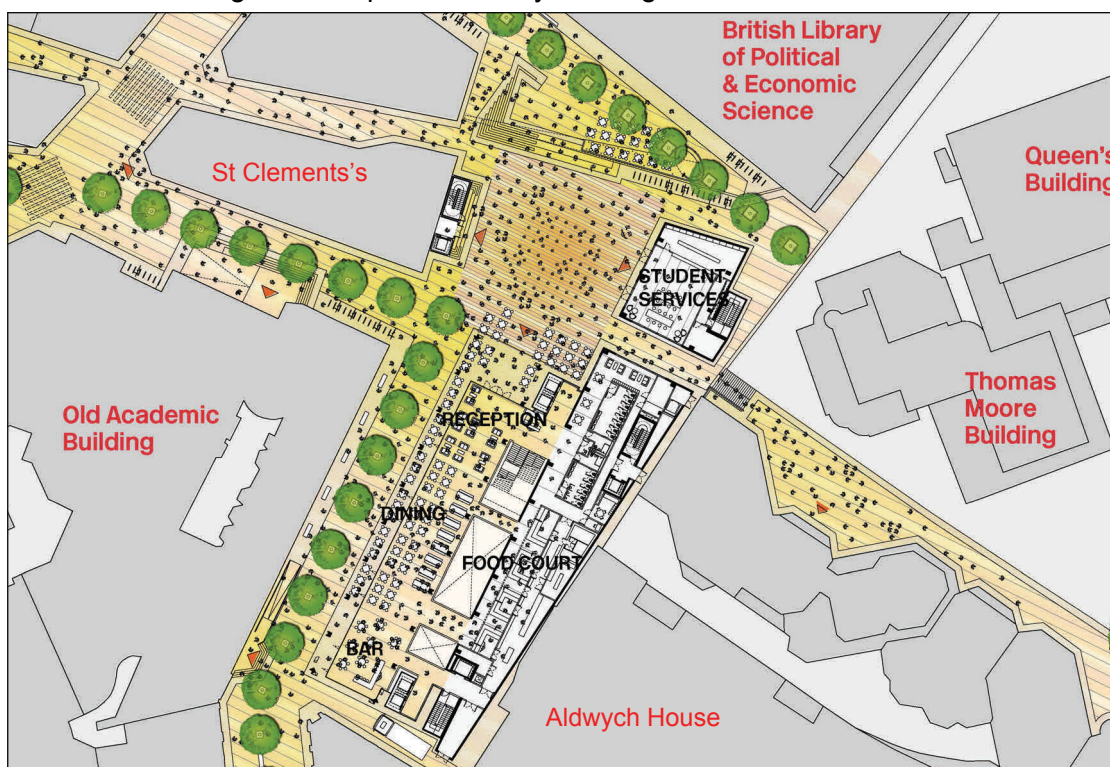 British Library
of Political
& Economic
Science
Queen's
Building
St Clements's
STUDENT
SERVICES
Thomas
Moore
Building
Old Academic
Building
RECEPTION
DINING
FOOD COURT
BAR
Aldwych House